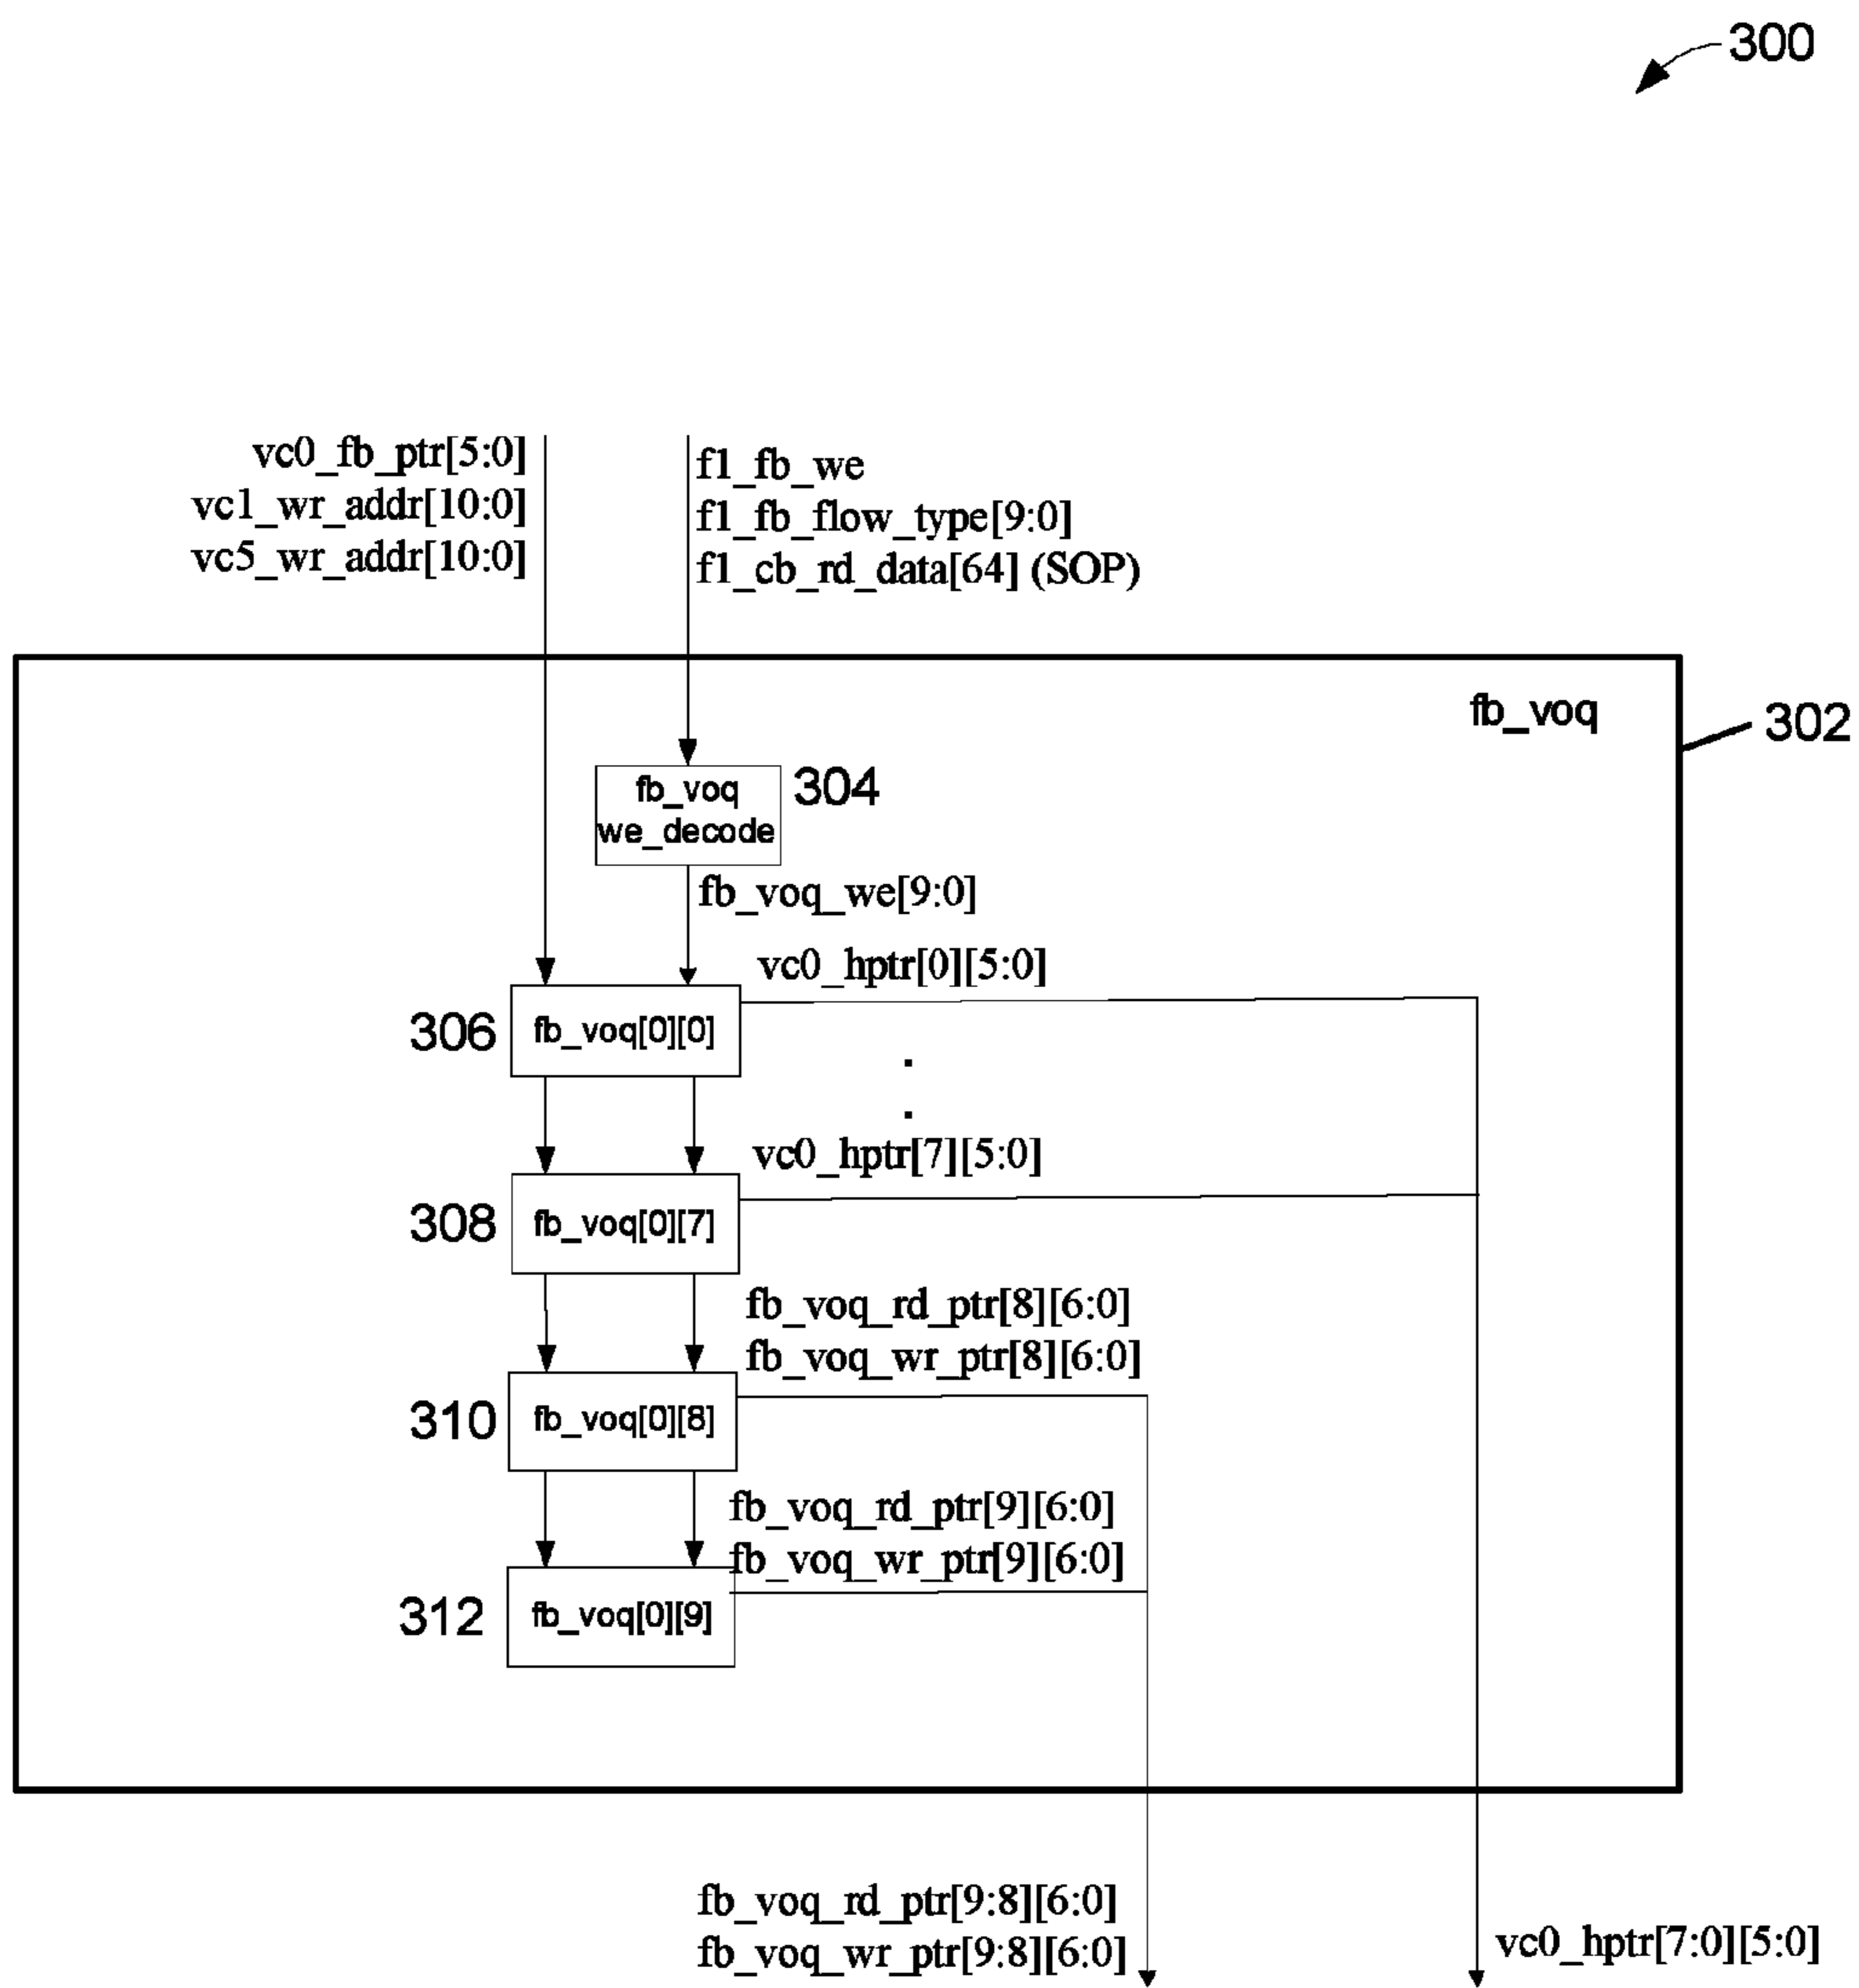 300
vc0_fb_ptr[5:0]
vc1_wr_addr[10:0]
vc5_wr_addr[10:0]
f1_fb_we
f1_fb_flow_type[9:0]
f1_cb_rd_data[64] (SOP)
fb_voq
302
fb_voq
we_decode
304
fb_voq_we[9:0]
vc0_hptr[0][5:0]
306
fb_voq[0][0]
.
.
vc0_hptr[7][5:0]
308
fb_voq[0][7]
fb_voq_rd_ptr[8][6:0]
fb_voq_wr_ptr[8][6:0]
310
fb_voq[0][8]
fb_voq_rd_ptr[9][6:0]
fb_voq_wr_ptr[9][6:0]
312
fb_voq[0][9]
fb_voq_rd_ptr[9:8][6:0]
fb_voq_wr_ptr[9:8][6:0]
vc0_hptr[7:0][5:0]